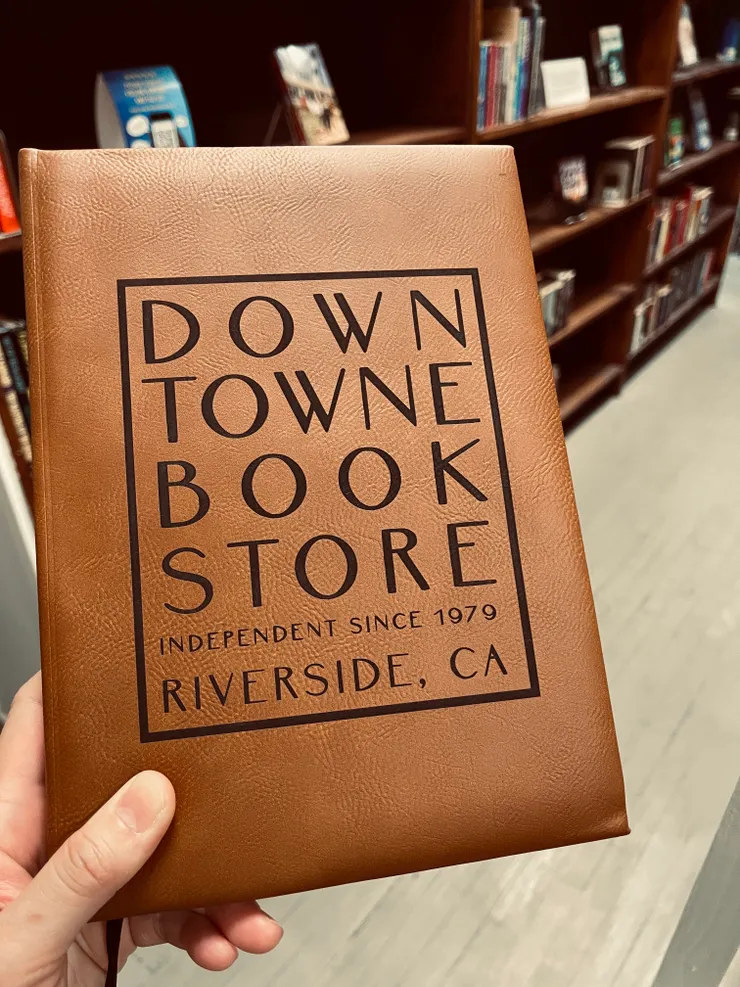 DOWN
TOWNE
BOOK
STORE
INDEPENDENT SINCE 1979
RIVERSIDE, CA